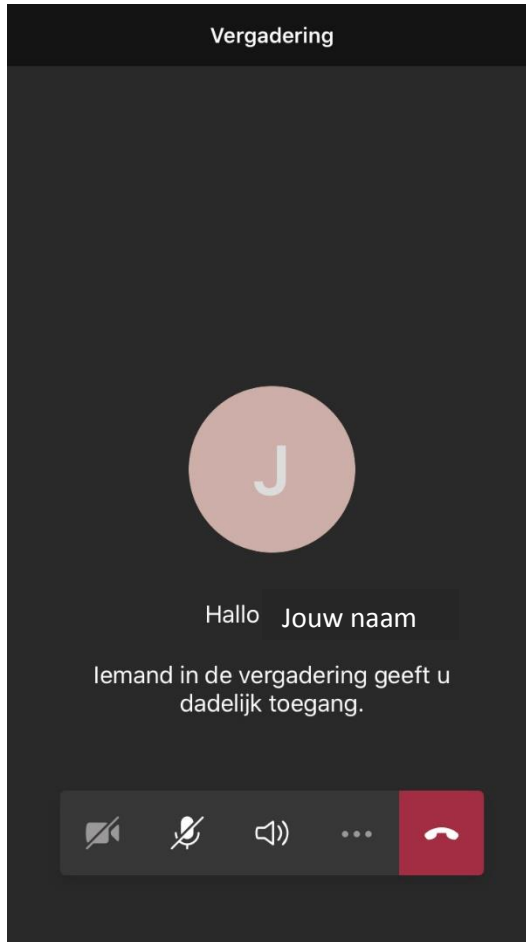 Vergadering
J
Hallo Jouw naam
Iemand in de vergadering geeft u
dadelijk toegang.